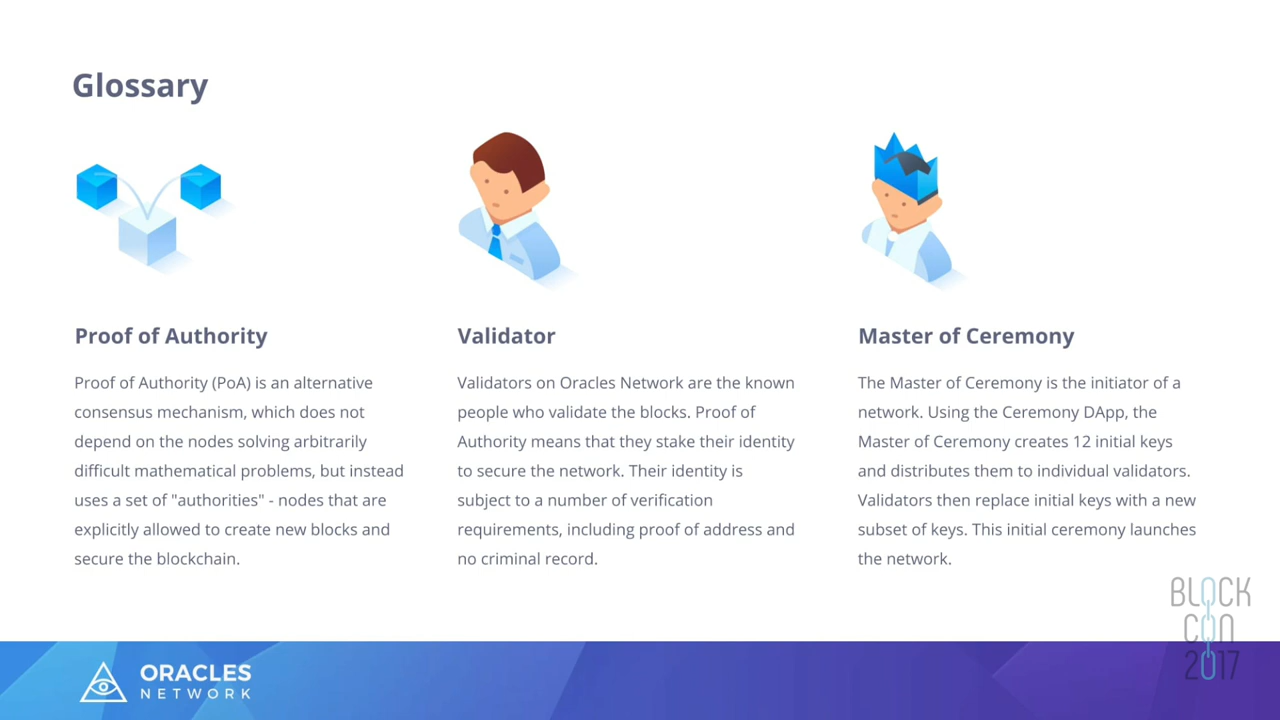 Glossary
Proof of Authority
Proof of Authority (PoA) is an alternative
consensus mechanism, which does not
depend on the nodes solving arbitrarily
difficult mathematical problems, but instead
uses a set of "authorities" - nodes that are
explicitly allowed to create new blocks and
secure the blockchain.
Validator
Validators on Oracles Network are the known
people who validate the blocks. Proof of
Authority means that they stake their identity
to secure the network. Their identity is
subject to a number of verification
requirements, including proof of address and
no criminal record.
Master of Ceremony
The Master of Ceremony is the initiator of a
network. Using the Ceremony DApp, the
Master of Ceremony creates 12 initial keys
and distributes them to individual validators.
Validators then replace initial keys with a new
subset of keys. This initial ceremony launches
the network.
BLOCK
CON
2017
ORACLES
NETWORK